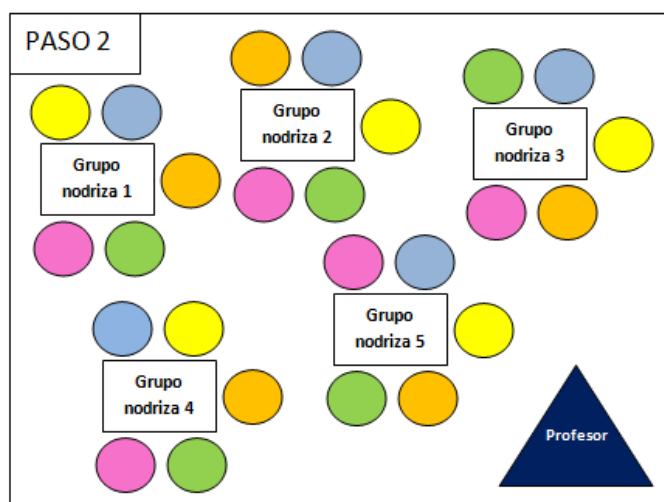 PASO 2
Grupo
nodriza 1
Grupo
nodriza 2
Grupo
nodriza 3
Grupo
nodriza 4
Grupo
nodriza 5
Profesor